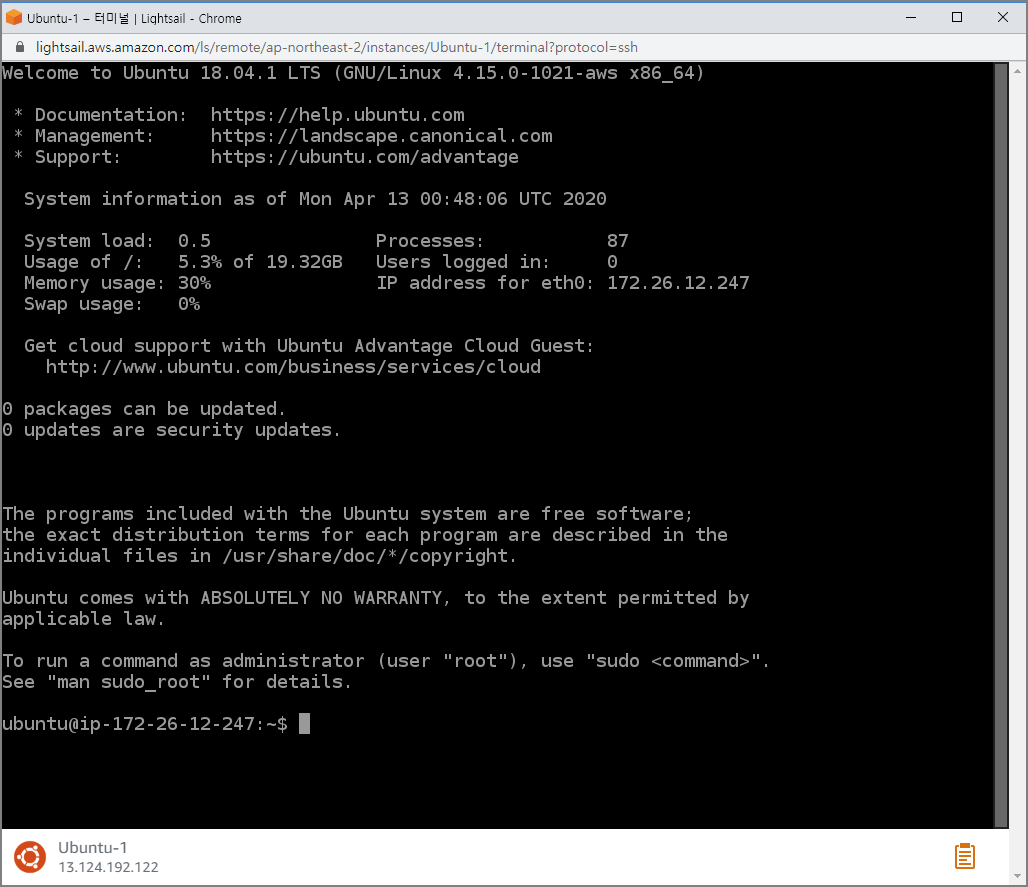 Ubuntu-1 – 터미널 | Lightsail - Chrome
lightsail.aws.amazon.com/ls/remote/ap-northeast-2/instances/Ubuntu-1/terminal?protocol=ssh
Welcome to Ubuntu 18.04.1 LTS (GNU/Linux 4.15.0-1021-aws x86_64)
* Documentation:  https://help.ubuntu.com
* Management:     https://landscape.canonical.com
* Support:        https://ubuntu.com/advantage
System information as of Mon Apr 13 00:48:06 UTC 2020
System load:  0.5               Processes:           87
Usage of /:   5.3% of 19.32GB   Users logged in:     0
Memory usage: 30%               IP address for eth0: 172.26.12.247
Swap usage:   0%
Get cloud support with Ubuntu Advantage Cloud Guest:
http://www.ubuntu.com/business/services/cloud
0 packages can be updated.
0 updates are security updates.
The programs included with the Ubuntu system are free software;
the exact distribution terms for each program are described in the
individual files in /usr/share/doc/*/copyright.
Ubuntu comes with ABSOLUTELY NO WARRANTY, to the extent permitted by
applicable law.
To run a command as administrator (user "root"), use "sudo <command>".
See "man sudo_root" for details.
ubuntu@ip-172-26-12-247:~$
Ubuntu-1
13.124.192.122